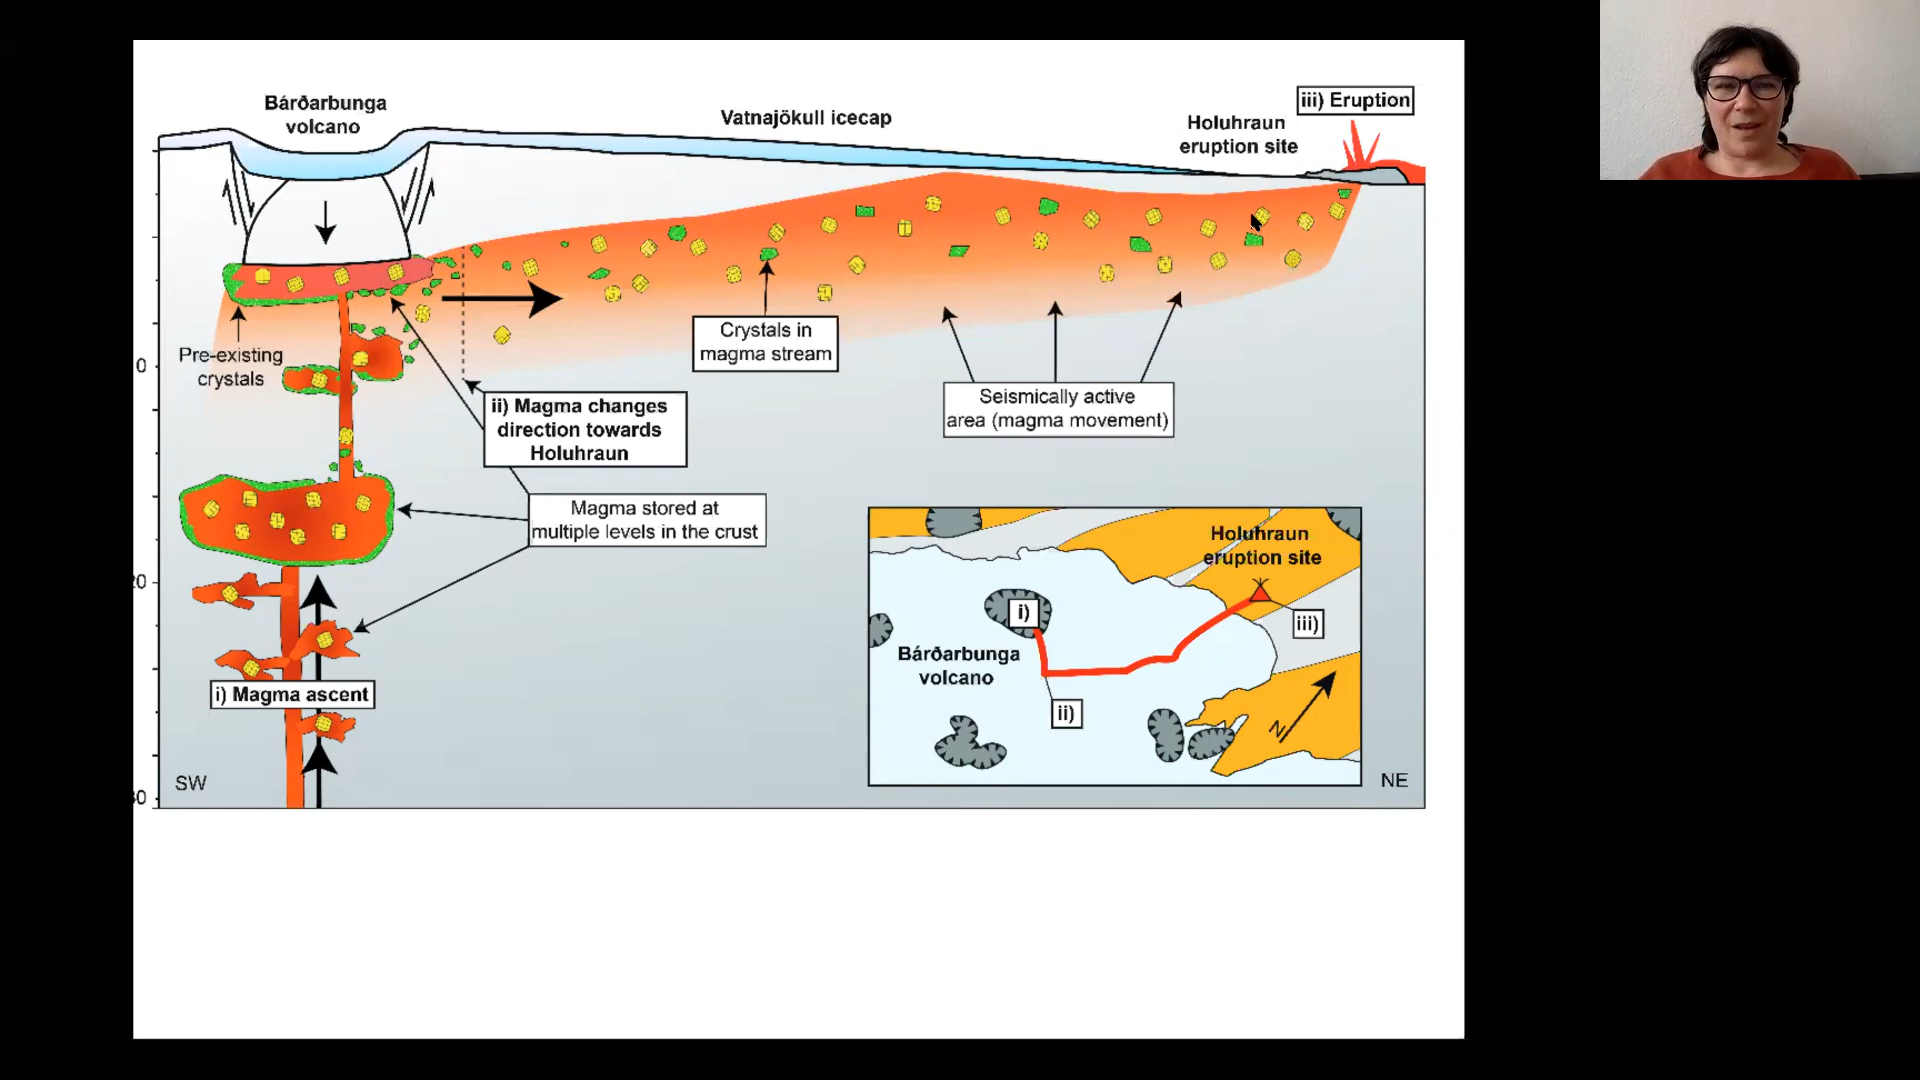 Bárðarbunga
volcano
Vatnajökull icecap
iii) Eruption
Holuhraun
eruption site
Pre-existing
crystals
Crystals in
magma stream
ii) Magma changes
direction towards
Holuhraun
Seismically active
area (magma movement)
Magma stored at
multiple levels in the crust
i) Magma ascent
0
SW
NE
Holuhraun
eruption site
i)
iii)
Bárðarbunga
volcano
ii)
N